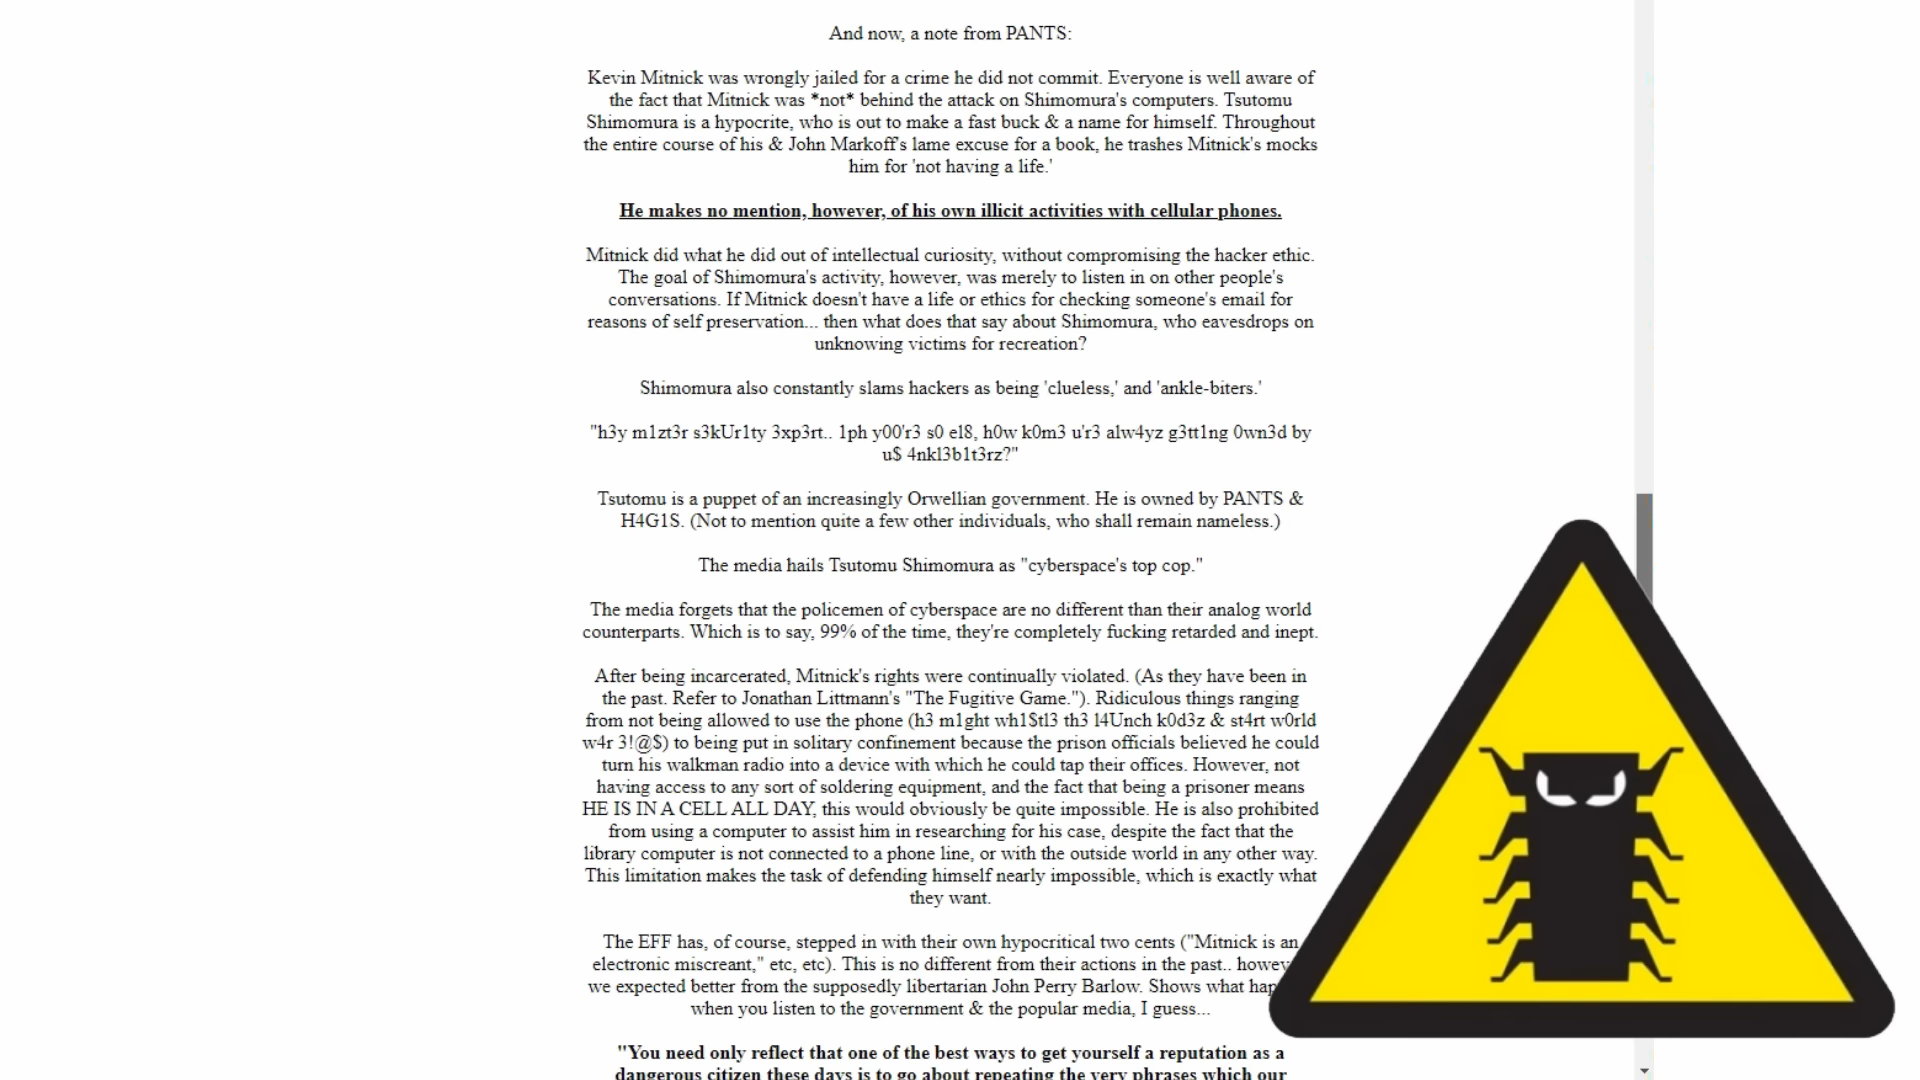 And now, a note from PANTS:
Kevin Mitnick was wrongly jailed for a crime he did not commit. Everyone is well aware of
the fact that Mitnick was *not* behind the attack on Shimomura's computers. Tsutomu
Shimomura is a hypocrite, who is out to make a fast buck & a name for himself. Throughout
the entire course of his & John Markoff's lame excuse for a book, he trashes Mitnick's mocks
him for 'not having a life.'
He makes no mention, however, of his own illicit activities with cellular phones.
Mitnick did what he did out of intellectual curiosity, without compromising the hacker ethic.
The goal of Shimomura's activity, however, was merely to listen in on other people's
conversations. If Mitnick doesn't have a life or ethics for checking someone's email for
reasons of self preservation... then what does that say about Shimomura, who eavesdrops on
unknowing victims for recreation?
Shimomura also constantly slams hackers as being 'clueless,' and 'ankle-biters.'
"h3y m1zt3r s3kUr1ty 3xp3rt.. 1ph y00'r3 s0 el8, h0w k0m3 u'r3 alw4yz g3tt1ng 0wn3d by
u$ 4nkl3b1t3rz?"
Tsutomu is a puppet of an increasingly Orwellian government. He is owned by PANTS &
H4G1S. (Not to mention quite a few other individuals, who shall remain nameless.)
The media hails Tsutomu Shimomura as "cyberspace's top cop."
The media forgets that the policemen of cyberspace are no different than their analog world
counterparts. Which is to say, 99% of the time, they're completely fucking retarded and inept.
After being incarcerated, Mitnick's rights were continually violated. (As they have been in
the past. Refer to Jonathan Littmann's "The Fugitive Game."). Ridiculous things ranging
from not being allowed to use the phone (h3 m1ght wh1$tl3 th3 l4Unch k0d3z & st4rt w0rld
w4r 3!@$) to being put in solitary confinement because the prison officials believed he could
turn his walkman radio into a device with which he could tap their offices. However, not
having access to any sort of soldering equipment, and the fact that being a prisoner means
HE IS IN A CELL ALL DAY, this would obviously be quite impossible. He is also prohibited
from using a computer to assist him in researching for his case, despite the fact that the
library computer is not connected to a phone line, or with the outside world in any other way.
This limitation makes the task of defending himself nearly impossible, which is exactly what
they want.
The EFF has, of course, stepped in with their own hypocritical two cents ("Mitnick is an
electronic miscreant," etc, etc). This is no different from their actions in the past..
we expected better from the supposedly libertarian John Perry Barlow. Shows what
when you listen to the government & the popular media, I guess...
"You need only reflect that one of the best ways to get yourself a reputation as a
dangerous citizen these days is to go about repeating the very phrases which our